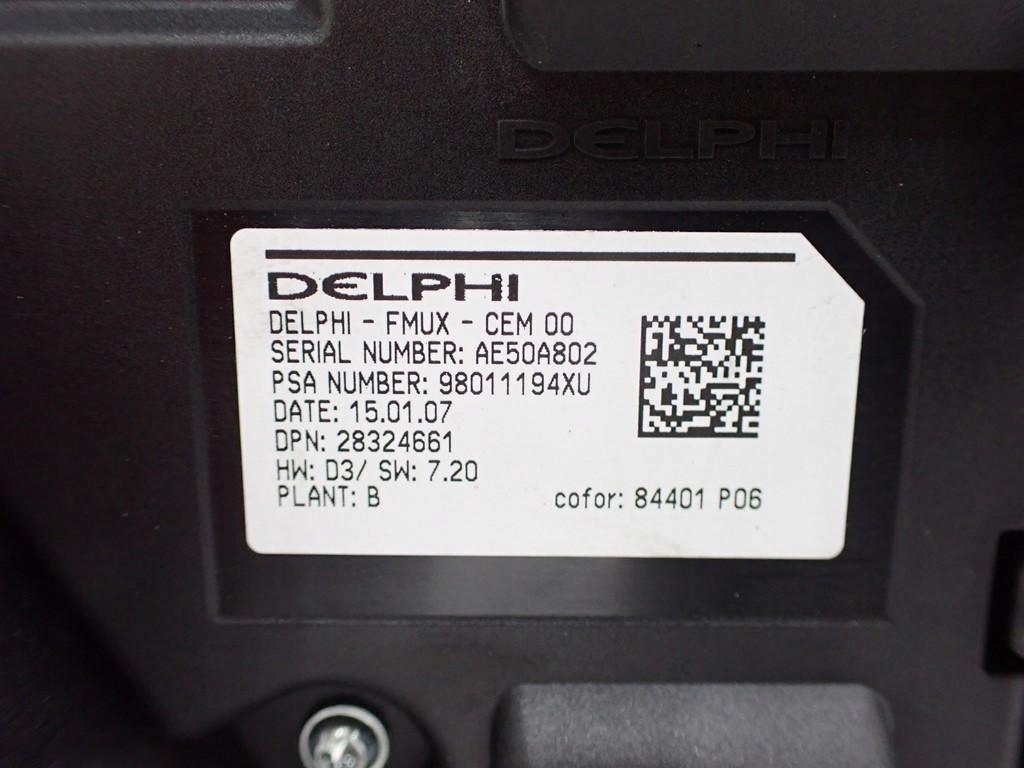 DELPHI
DELPHI
DELPHI - FMUX - CEM 00
SERIAL NUMBER: AE50A802
PSA NUMBER: 98011194XU
DATE: 15.01.07
DPN: 28324661
HW: D3/ SW: 7.20
PLANT: B
cofor: 84401 P06